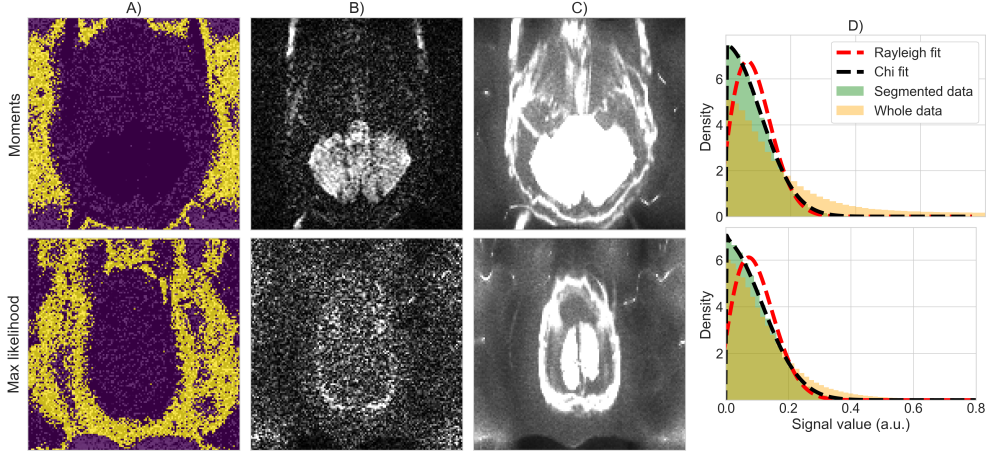 A)
B)
C)
D)
Moments
Max likelihood
Density
6
4
2
0
Rayleigh fit
Chi fit
Segmented data
Whole data
Density
6
4
2
0.0 0.2 0.4 0.6 0.8
Signal value (a.u.)